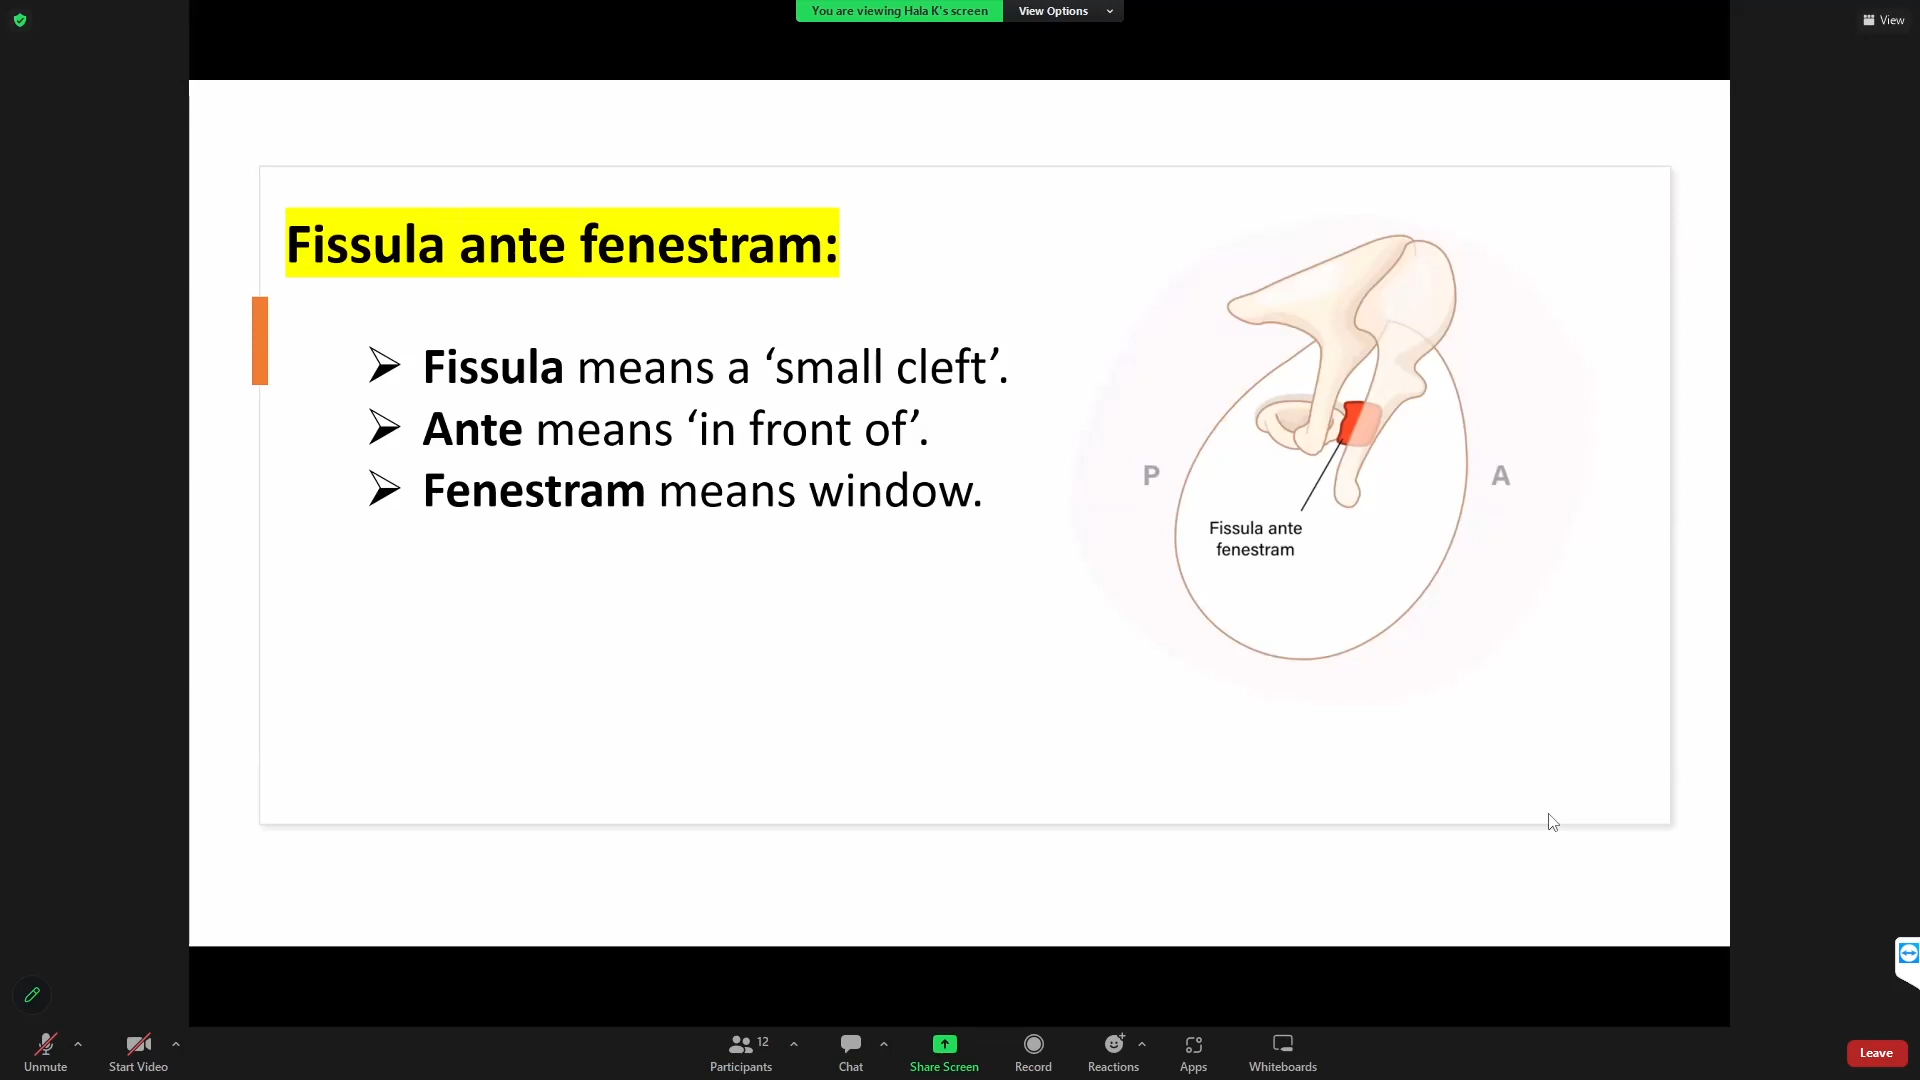 You are viewing Hala K's screen
View Options
View
Fissula ante fenestram:
Fissula means a ‘small cleft’.
Ante means ‘in front of’.
Fenestram means window.
P
A
Fissula ante
fenestram
Unmute
Start Video
12
Participants
Chat
Share Screen
Record
Reactions
Apps
Whiteboards
Leave